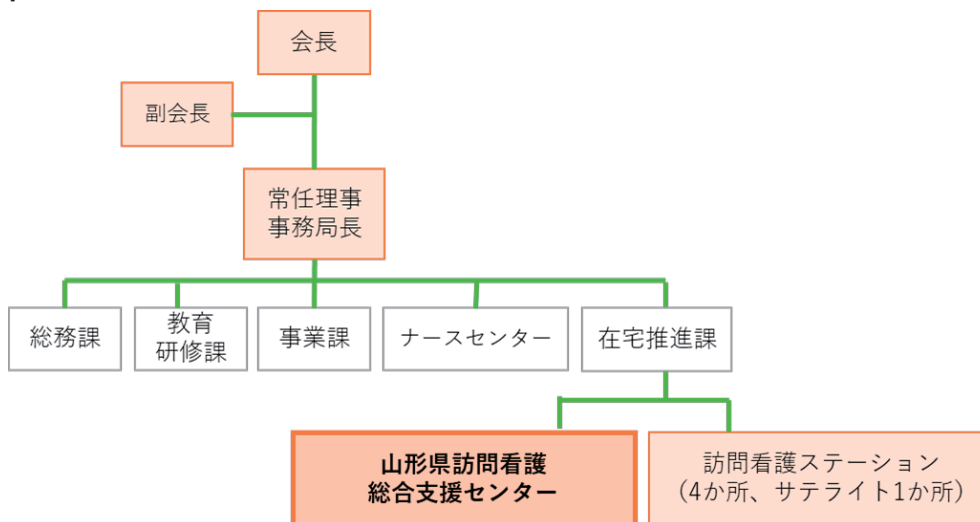 会長
副会長
常任理事
事務局長
総務課
教育
研修課
事業課
ナースセンター
在宅推進課
山形県訪問看護
総合支援センター
訪問看護ステーション
（4か所、サテライト1か所）